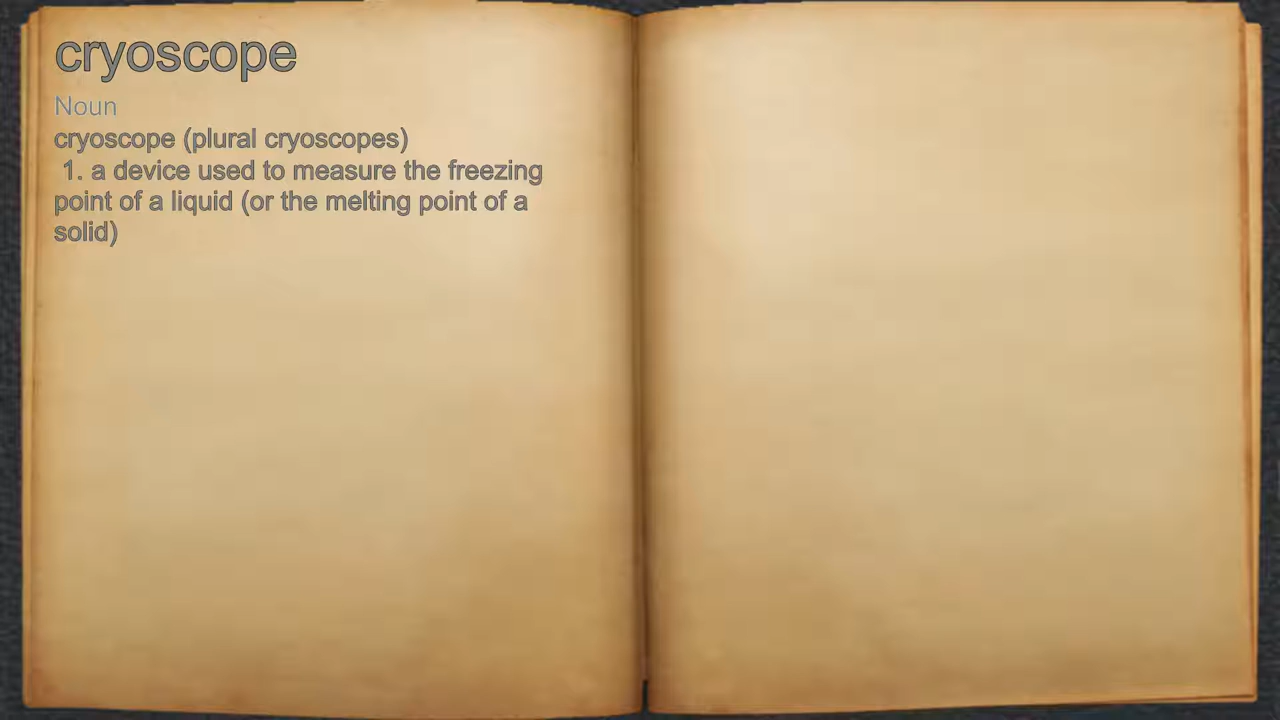 cryoscope
Noun
cryoscope (plural cryoscopes)
1. a device used to measure the freezing
point of a liquid (or the melting point of a
solid)